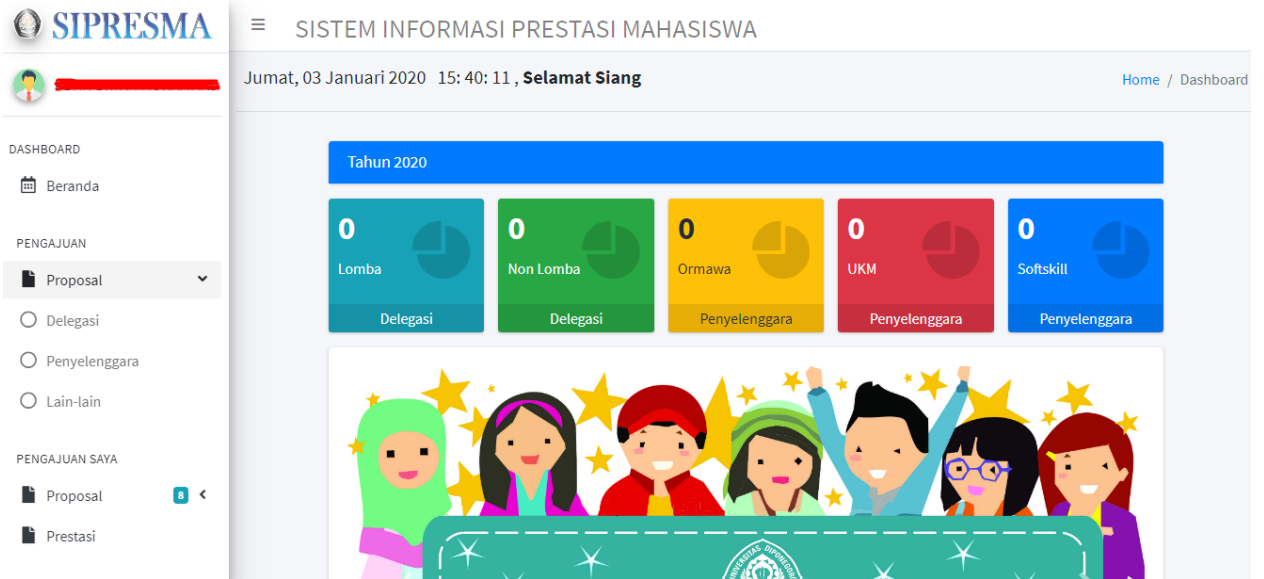 SIPRESMA
SISTEM INFORMASI PRESTASI MAHASISWA
Jumat, 03 Januari 2020 15: 40: 11 , Selamat Siang
Home / Dashboard
DASHBOARD
Beranda
PENGAJUAN
Proposal
Delegasi
Penyelenggara
Lain-lain
PENGAJUAN SAYA
Proposal 8
Prestasi
Tahun 2020
0
Lomba
Delegasi
0
Non Lomba
Delegasi
0
Ormawa
Penyelenggara
0
UKM
Penyelenggara
0
Softskill
Penyelenggara
UNIVERSITAS DIPONEGORO